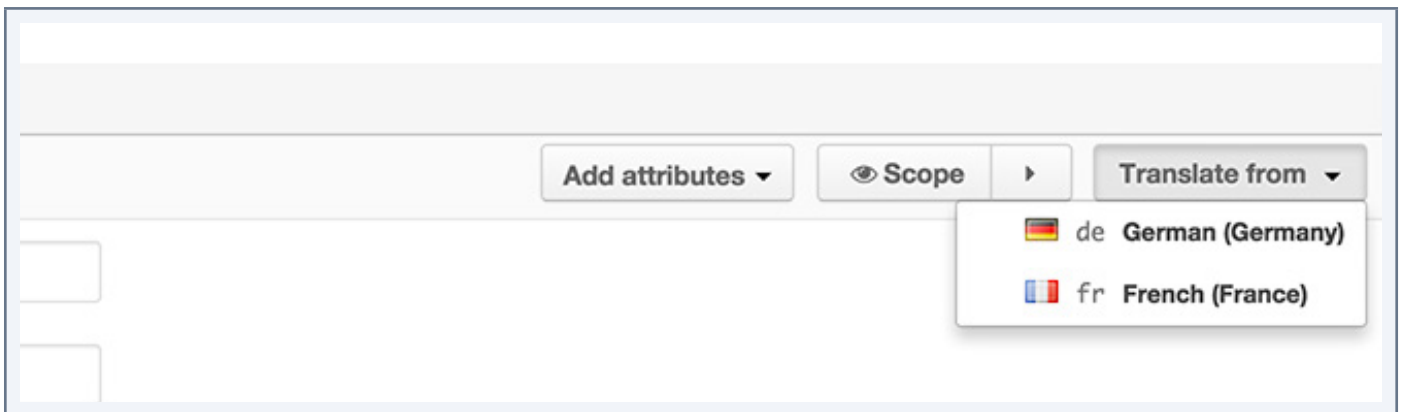 Add attributes Scope Translate from
de German (Germany)
fr French (France)